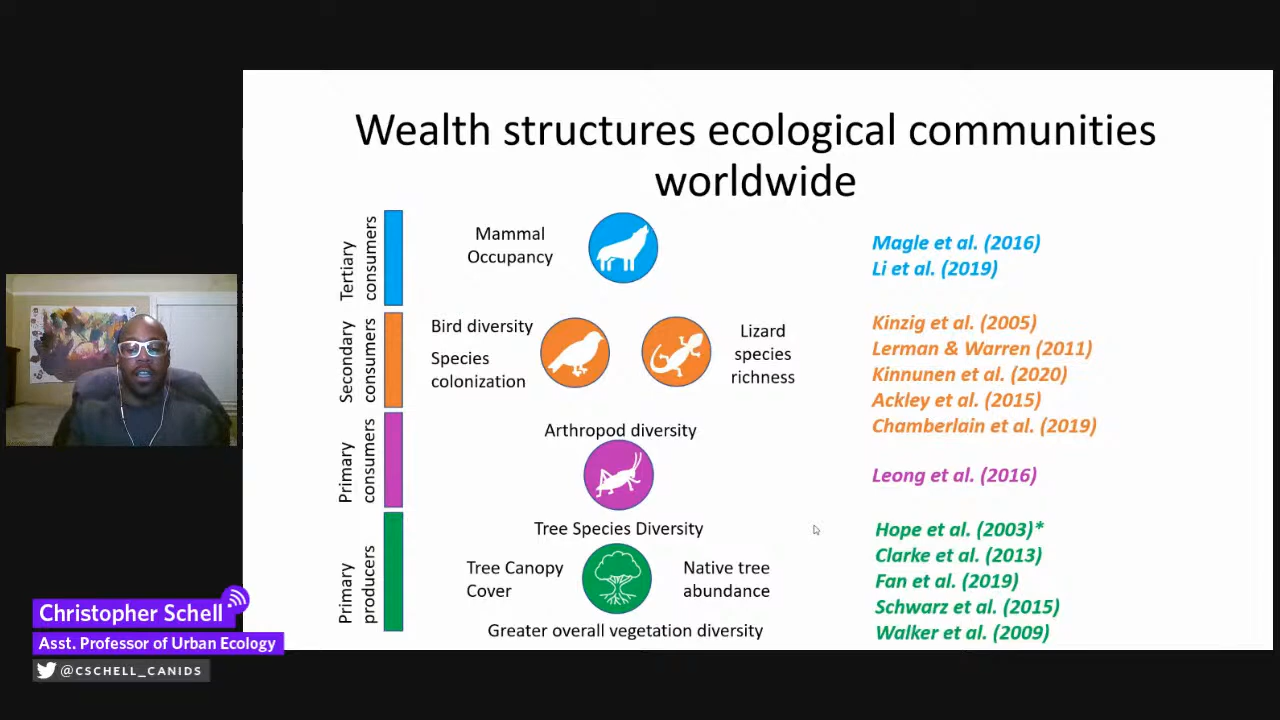 Wealth structures ecological communities
worldwide
Tertiary
consumers
Mammal
Occupancy
Magle et al. (2016)
Li et al. (2019)
Secondary
consumers
Bird diversity
Species
colonization
Lizard
species
richness
Kinzig et al. (2005)
Lerman & Warren (2011)
Kinnunen et al. (2020)
Ackley et al. (2015)
Chamberlain et al. (2019)
Primary
consumers
Arthropod diversity
Leong et al. (2016)
Primary
producers
Tree Species Diversity
Tree Canopy
Cover
Native tree
abundance
Greater overall vegetation diversity
Hope et al. (2003)*
Clarke et al. (2013)
Fan et al. (2019)
Schwarz et al. (2015)
Walker et al. (2009)
Christopher Schell
Asst. Professor of Urban Ecology
@CSCHELL_CANIDS